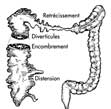 Rétrécissement
Diverticules
Encombrement
Distension